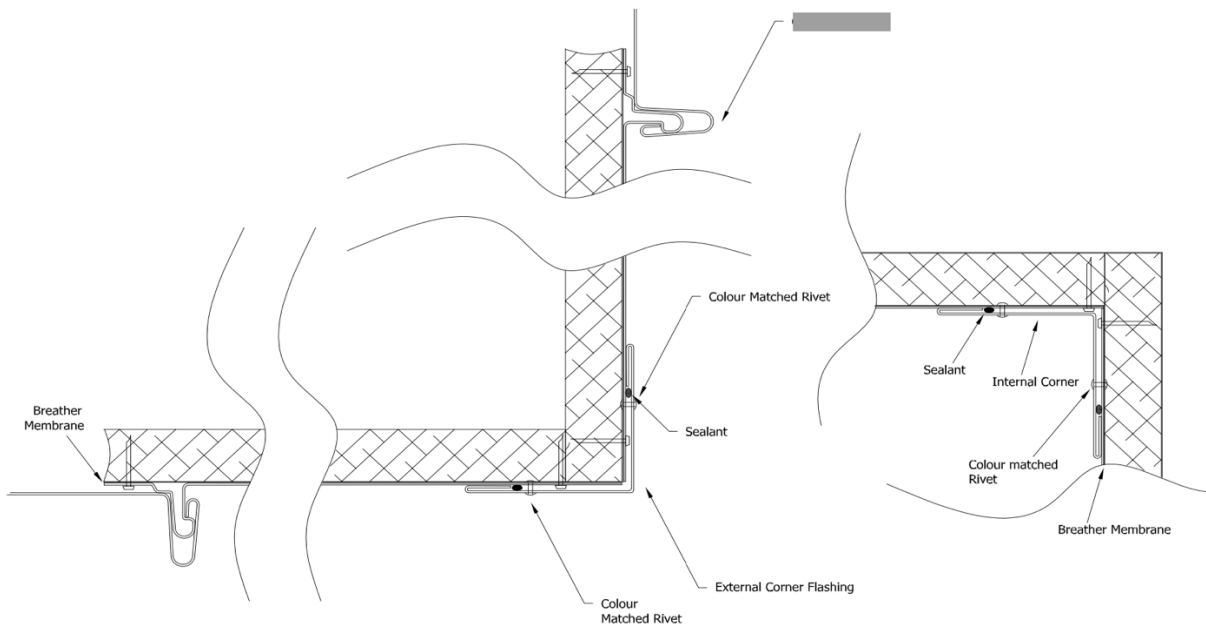 Colour Matched Rivet
Sealant
Breather
Membrane
External Corner Flashing
Colour
Matched Rivet
Sealant
Internal Corner
Colour matched
Rivet
Breather Membrane